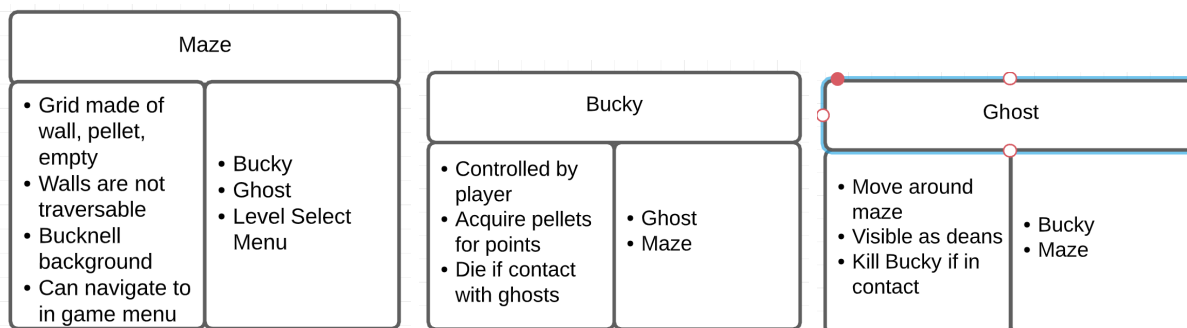 Maze
• Grid made of
wall, pellet,
empty
• Walls are not
traversable
• Bucknell
background
• Can navigate to
in game menu
• Bucky
• Ghost
• Level Select
Menu
Bucky
• Controlled by
player
• Acquire pellets
for points
• Die if contact
with ghosts
• Ghost
• Maze
Ghost
• Move around
maze
• Visible as deans
• Kill Bucky if in
contact
• Bucky
• Maze